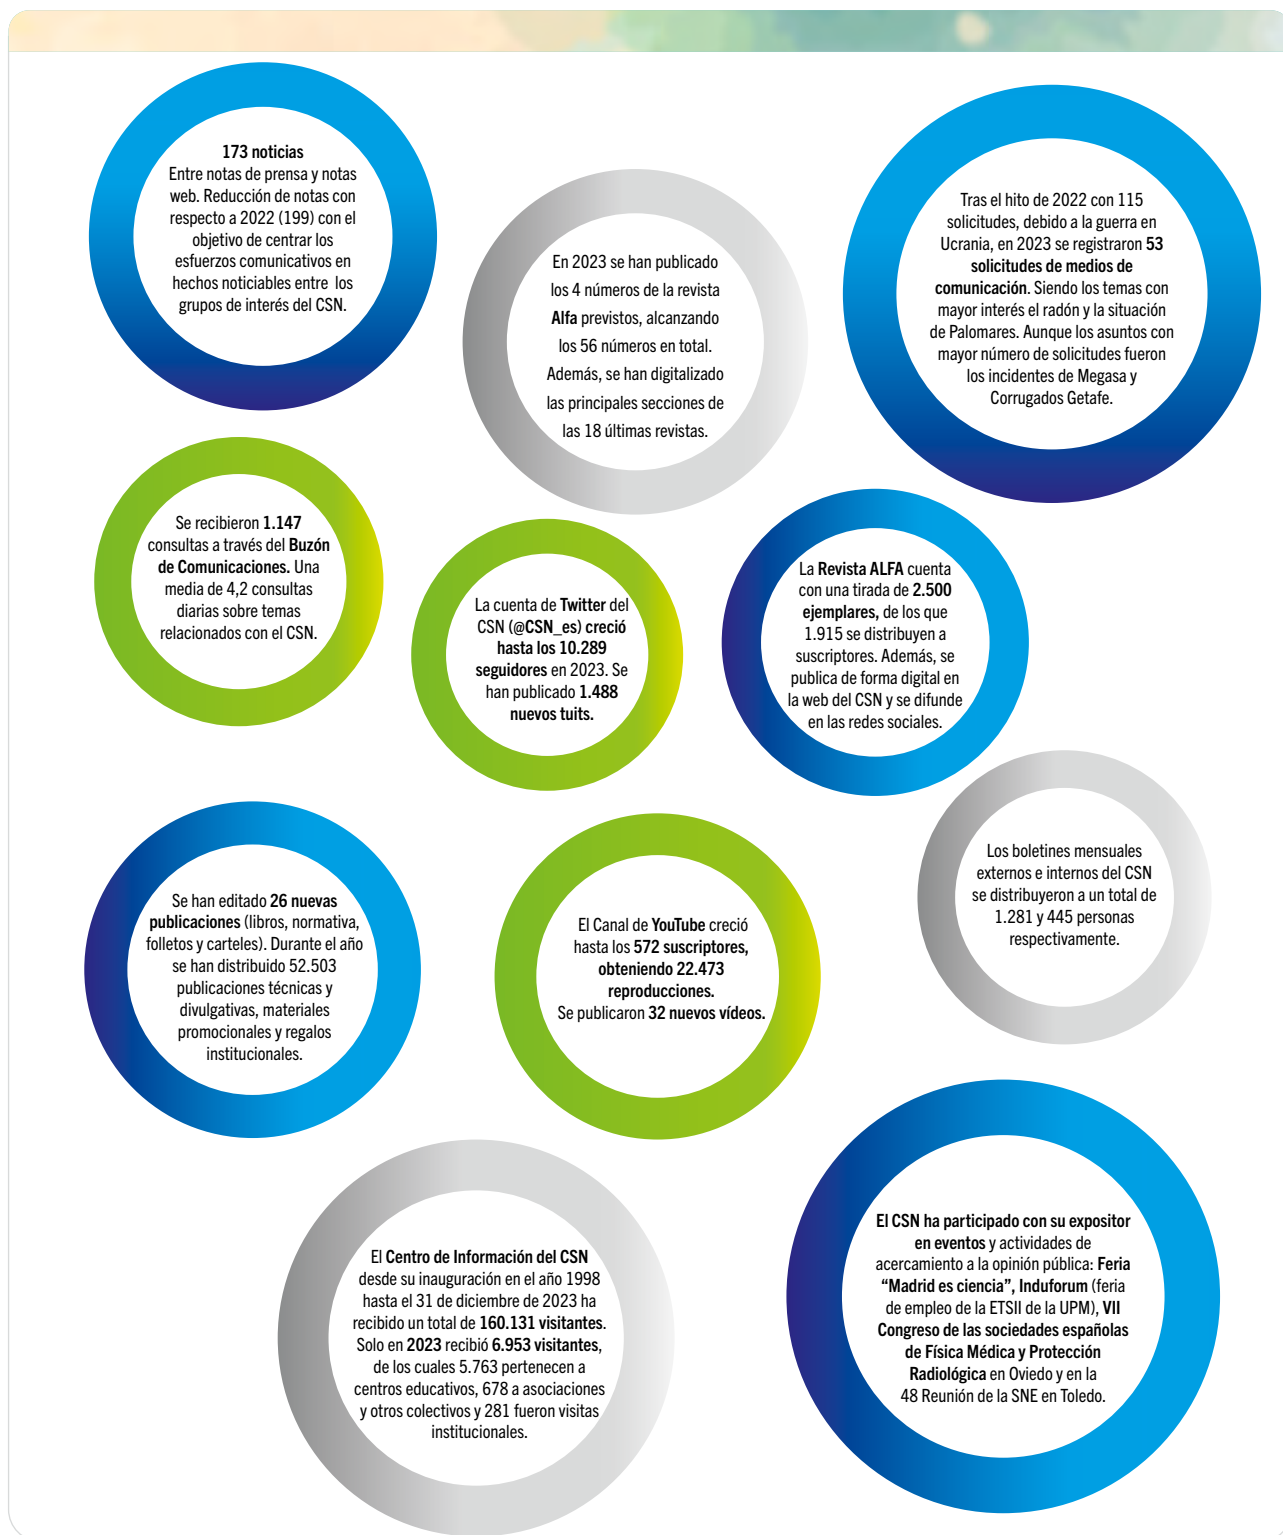 173 noticias
Entre notas de prensa y notas
web. Reducción de notas con
respecto a 2022 (199) con el
objetivo de centrar los
esfuerzos comunicativos en
hechos noticiables entre los
grupos de interés del CSN.
En 2023 se han publicado
los 4 números de la revista
Alfa previstos, alcanzando
los 56 números en total.
Además, se han digitalizado
las principales secciones de
las 18 últimas revistas.
Tras el hito de 2022 con 115
solicitudes, debido a la guerra en
Ucrania, en 2023 se registraron 53
solicitudes de medios de
comunicación. Siendo los temas con
mayor interés el radón y la situación
de Palomares. Aunque los asuntos con
mayor número de solicitudes fueron
los incidentes de Megasa y
Corrugados Getafe.
Se recibieron 1.147
consultas a través del Buzón
de Comunicaciones. Una
media de 4,2 consultas
diarias sobre temas
relacionados con el CSN.
La cuenta de Twitter del
CSN (@CSN_es) creció
hasta los 10.289
seguidores en 2023. Se
han publicado 1.488
nuevos tuits.
La Revista ALFA cuenta
con una tirada de 2.500
ejemplares, de los que
1.915 se distribuyen a
suscriptores. Además, se
publica de forma digital en
la web del CSN y se difunde
en las redes sociales.
Se han editado 26 nuevas
publicaciones (libros, normativa,
folletos y carteles). Durante el año
se han distribuido 52.503
publicaciones técnicas y
divulgativas, materiales
promocionales y regalos
institucionales.
El Canal de YouTube creció
hasta los 572 suscriptores,
obteniendo 22.473
reproducciones.
Se publicaron 32 nuevos vídeos.
Los boletines mensuales
externos e internos del CSN
se distribuyeron a un total de
1.281 y 445 personas
respectivamente.
El Centro de Información del CSN
desde su inauguración en el año 1998
hasta el 31 de diciembre de 2023 ha
recibido un total de 160.131 visitantes.
Solo en 2023 recibió 6.953 visitantes,
de los cuales 5.763 pertenecen a
centros educativos, 678 a asociaciones
y otros colectivos y 281 fueron visitas
institucionales.
El CSN ha participado con su expositor
en eventos y actividades de
acercamiento a la opinión pública: Feria
“Madrid es ciencia”, Induforum (feria
de empleo de la ETSII de la UPM), VII
Congreso de las sociedades españolas
de Física Médica y Protección
Radiológica en Oviedo y en la
48 Reunión de la SNE en Toledo.